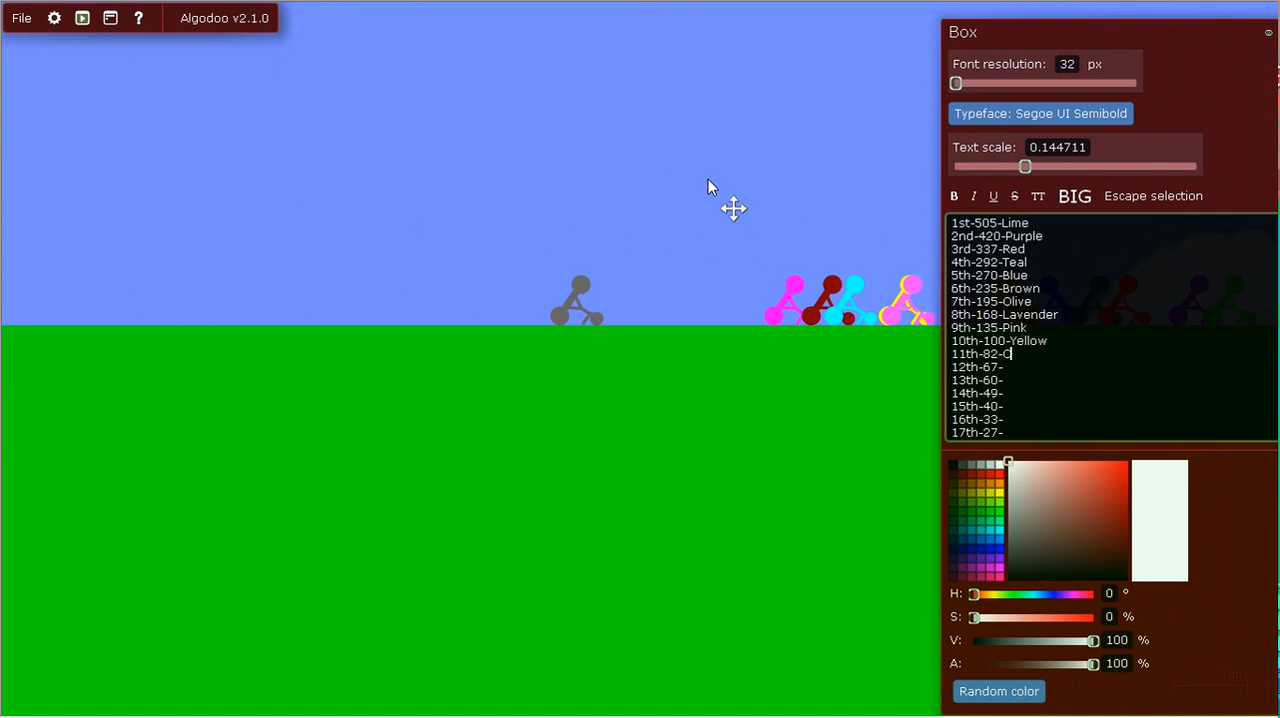 File ? Algodoo v2.1.0
Box
Font resolution: 32 px
Typeface: Segoe UI Semibold
Text scale: 0.144711
B I U S TT BIG Escape selection
1st-505-Lime
2nd-420-Purple
3rd-337-Red
4th-292-Teal
5th-270-Blue
6th-235-Brown
7th-195-Olive
8th-168-Lavender
9th-135-Pink
10th-100-Yellow
11th-82-C
12th-67-
13th-60-
14th-49-
15th-40-
16th-33-
17th-27-
H: 0 °
S: 0 %
V: 100 %
A: 100 %
Random color